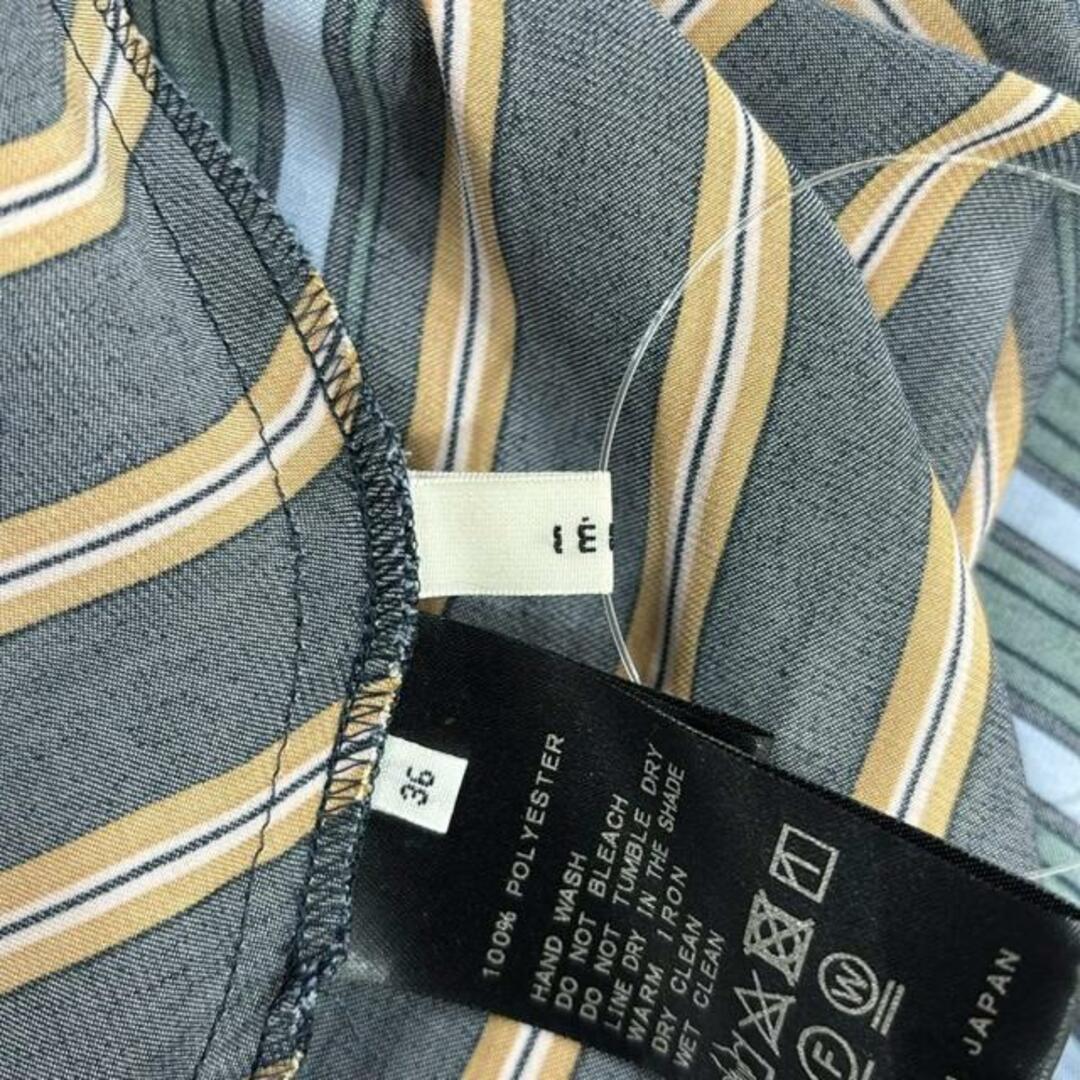 36
100% POLYESTER
HAND WASH
DO NOT BLEACH
DO NOT TUMBLE DRY
LINE DRY IN THE SHADE
WARM IRON
DRY CLEAN
WET CLEAN
W
F
JAPAN